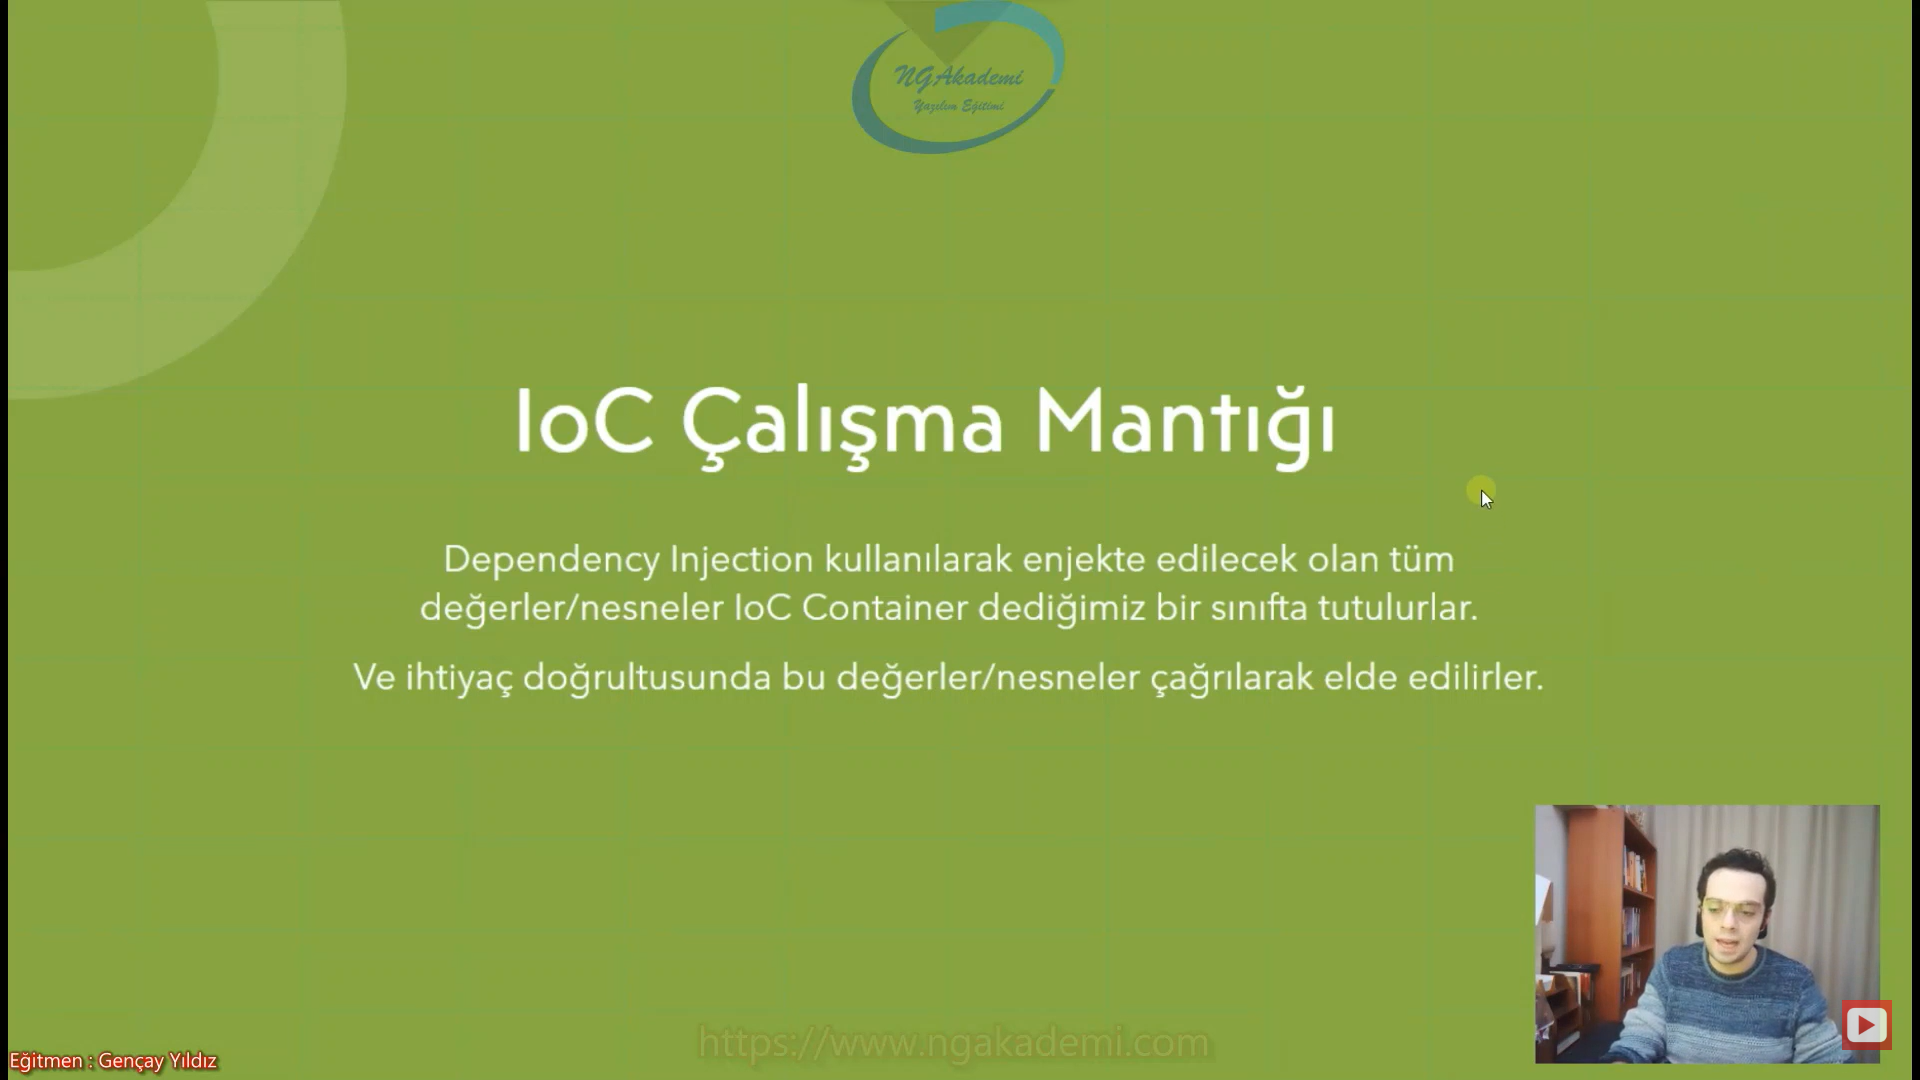 NGAkademi
Yazılım Eğitimi
IoC Çalışma Mantığı
Dependency Injection kullanılarak enjekte edilecek olan tüm
değerler/nesneler IoC Container dediğimiz bir sınıfta tutulurlar.
Ve ihtiyaç doğrultusunda bu değerler/nesneler çağrılarak elde edilirler.
https://www.ngakademi.com
Eğitmen : Gençay Yıldız